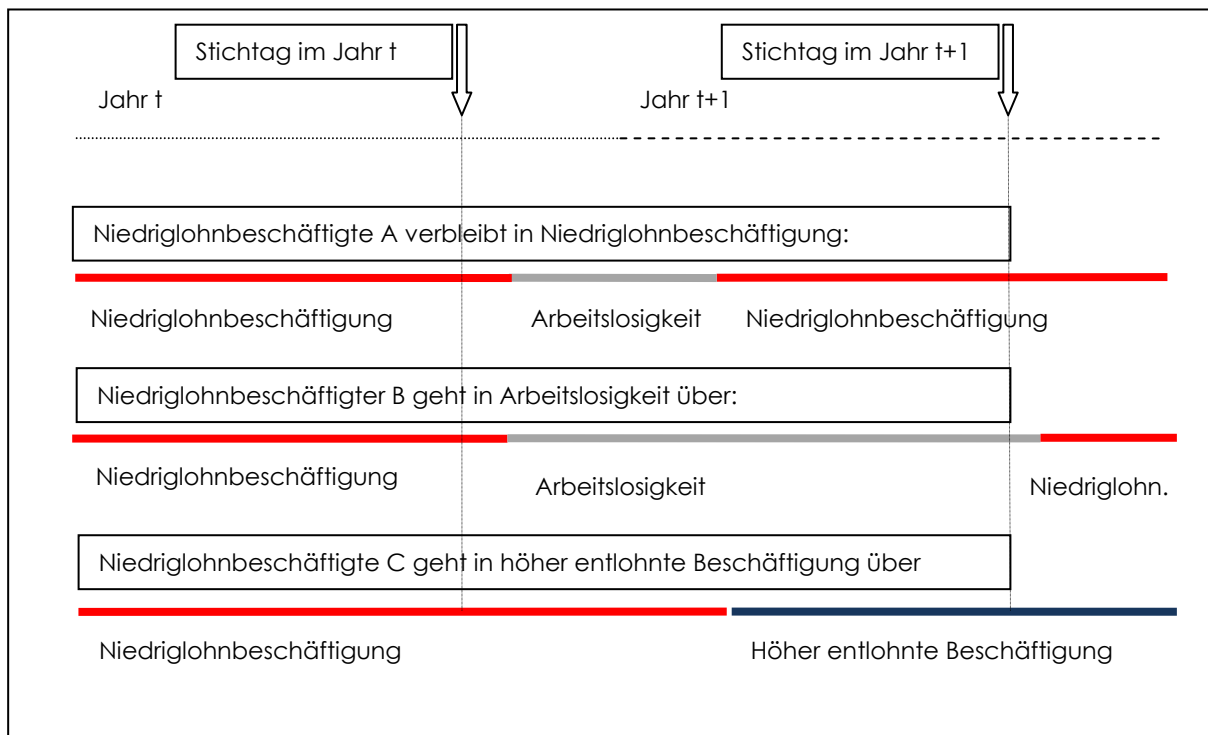 Stichtag im Jahr t
Stichtag im Jahr t+1
Jahr t
Jahr t+1
Niedriglohnbeschäftigte A verbleibt in Niedriglohnbeschäftigung:
Niedriglohnbeschäftigung
Arbeitslosigkeit
Niedriglohnbeschäftigung
Niedriglohnbeschäftigter B geht in Arbeitslosigkeit über:
Niedriglohnbeschäftigung
Arbeitslosigkeit
Niedriglohn.
Niedriglohnbeschäftigte C geht in höher entlohnte Beschäftigung über
Niedriglohnbeschäftigung
Höher entlohnte Beschäftigung